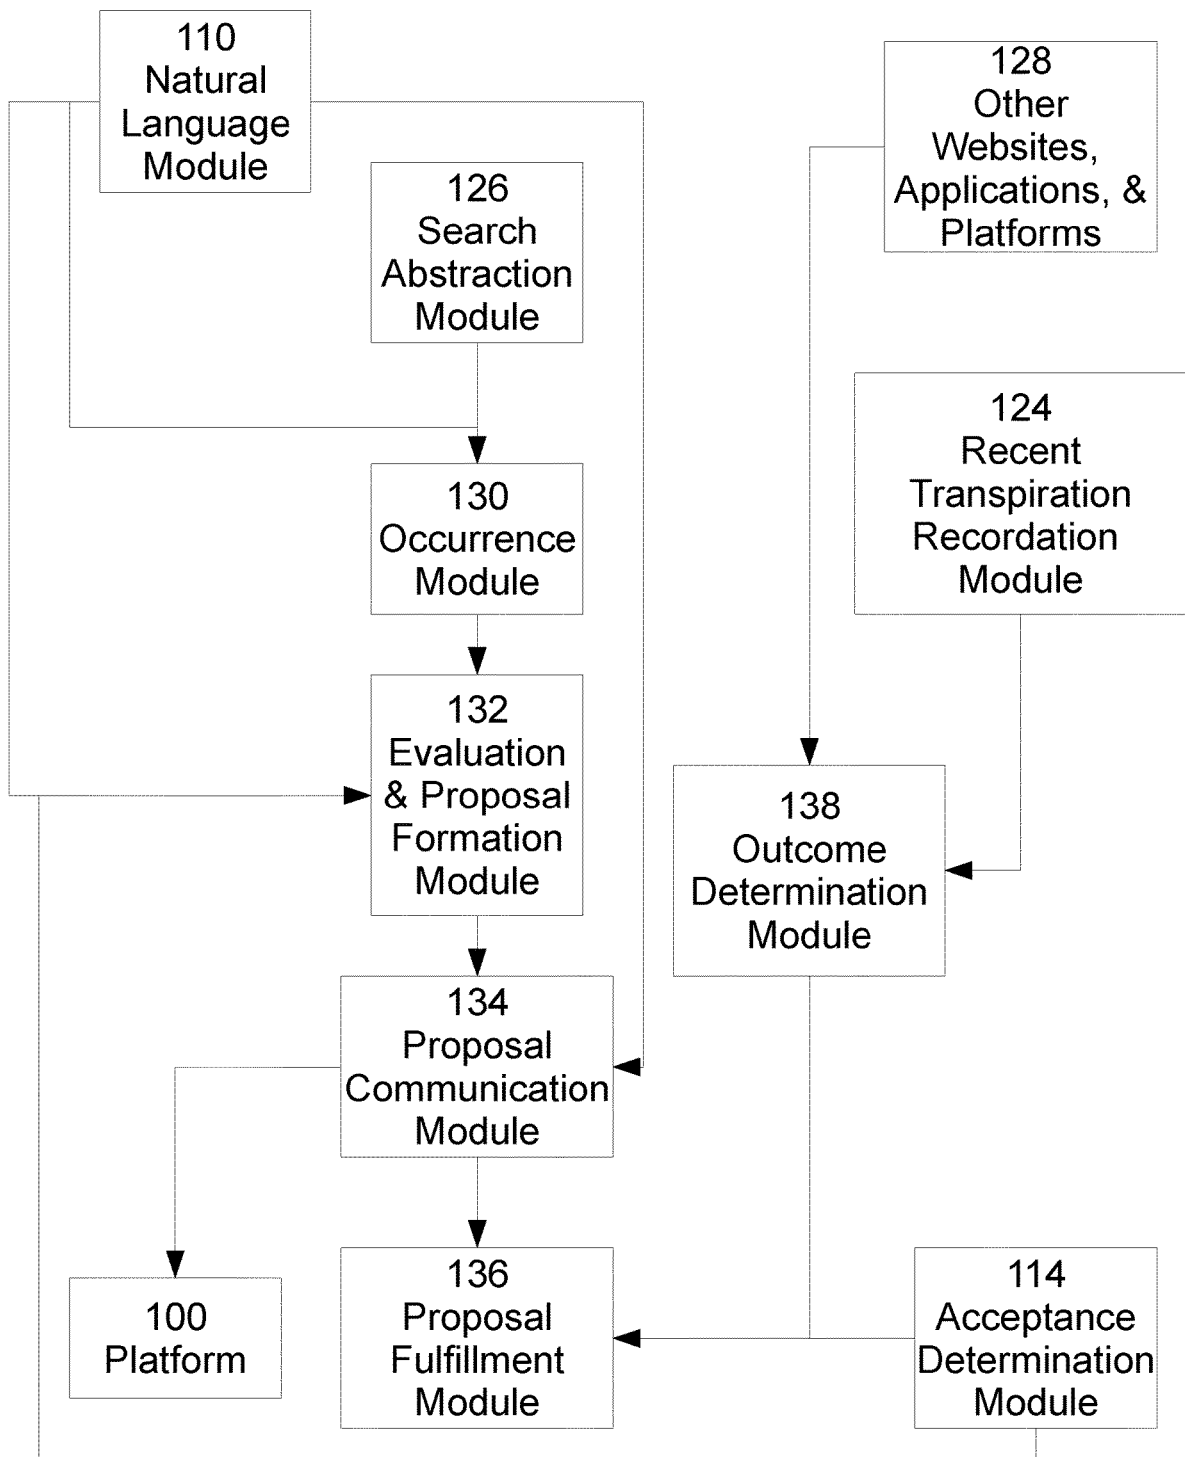 110
Natural
Language
Module
128
Other
Websites,
Applications, &
Platforms
126
Search
Abstraction
Module
124
Recent
Transpiration
Recordation
Module
130
Occurrence
Module
132
Evaluation
& Proposal
Formation
Module
138
Outcome
Determination
Module
134
Proposal
Communication
Module
100
Platform
136
Proposal
Fulfillment
Module
114
Acceptance
Determination
Module